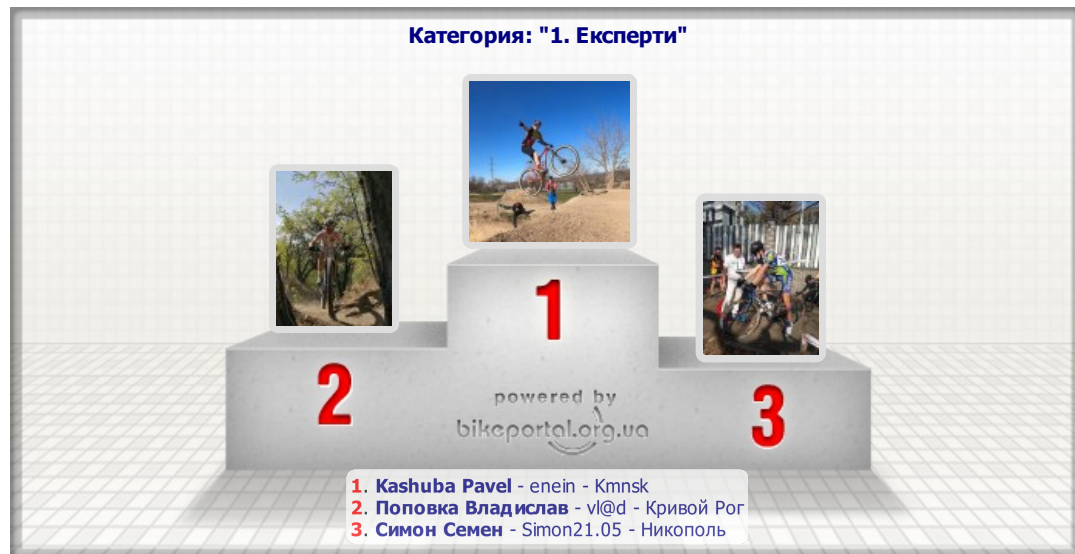 Категория: "1. Експерти"
1
2
3
powered by
bikeportal.org.ua
1. Kashuba Pavel - enein - Kmnsk
2. Поповка Владислав - vl@d - Кривой Рог
3. Симон Семен - Simon21.05 - Никополь